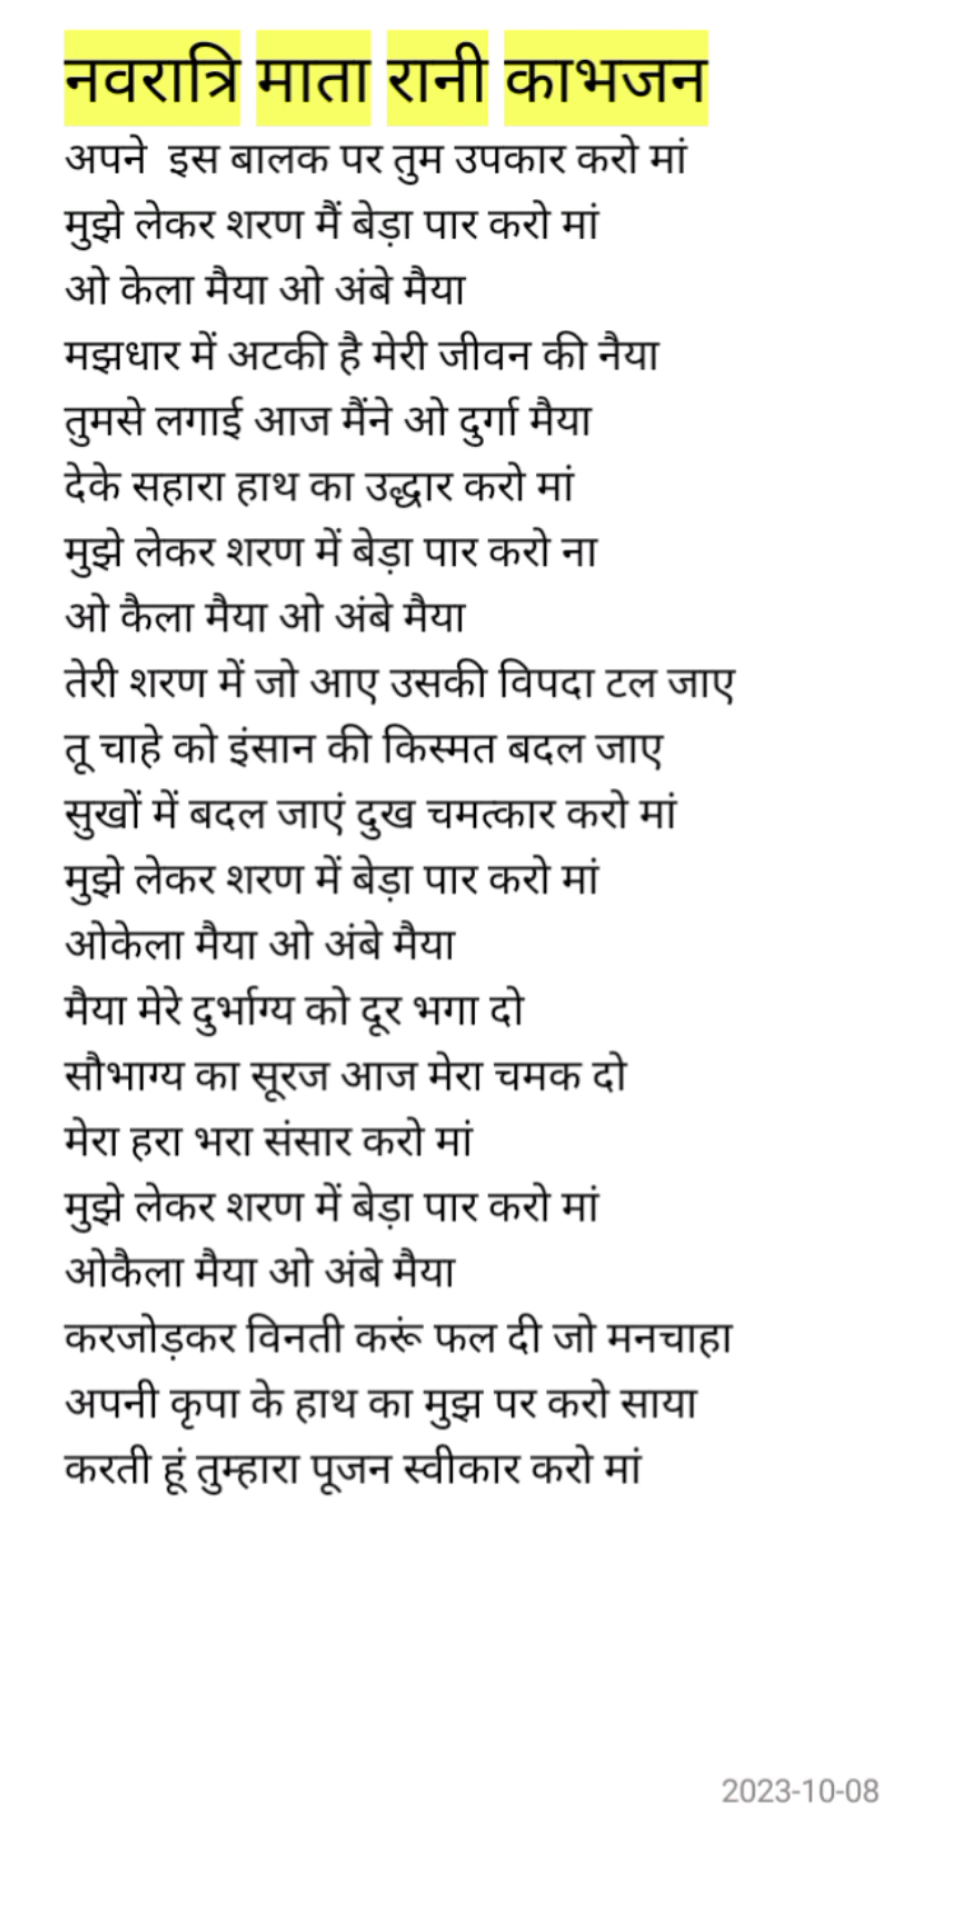 नवरात्रि माता रानी काभजन
अपने इस बालक पर तुम उपकार करो मां
मुझे लेकर शरण मैं बेड़ा पार करो मां
ओ केला मैया ओ अंबे मैया
मझधार में अटकी है मेरी जीवन की नैया
तुमसे लगाई आज मैंने ओ दुर्गा मैया
देके सहारा हाथ का उद्धार करो मां
मुझे लेकर शरण में बेड़ा पार करो ना
ओ कैला मैया ओ अंबे मैया
तेरी शरण में जो आए उसकी विपदा टल जाए
तू चाहे को इंसान की किस्मत बदल जाए
सुखों में बदल जाएं दुख चमत्कार करो मां
मुझे लेकर शरण में बेड़ा पार करो मां
ओकेला मैया ओ अंबे मैया
मैया मेरे दुर्भाग्य को दूर भगा दो
सौभाग्य का सूरज आज मेरा चमक दो
मेरा हरा भरा संसार करो मां
मुझे लेकर शरण में बेड़ा पार करो मां
ओकैला मैया ओ अंबे मैया
करजोड़कर विनती करूं फल दी जो मनचाहा
अपनी कृपा के हाथ का मुझ पर करो साया
करती हूं तुम्हारा पूजन स्वीकार करो मां
2023-10-08